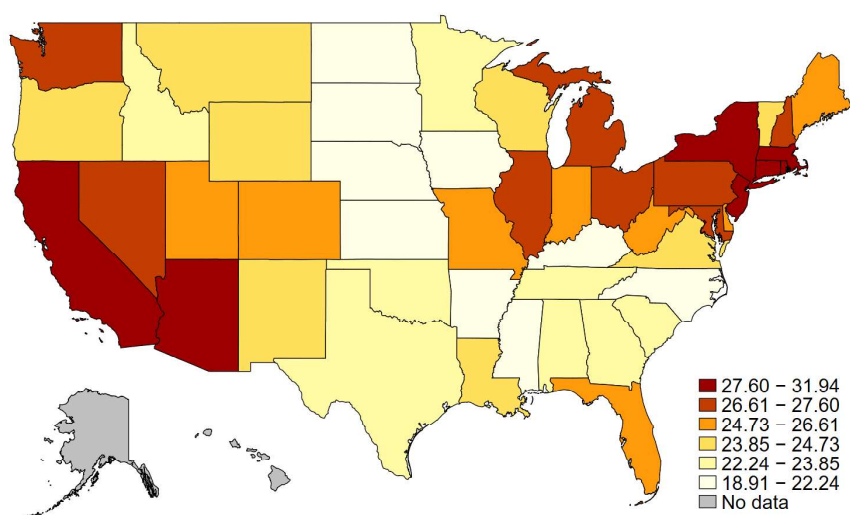 27.60 – 31.94
26.61 – 27.60
24.73 – 26.61
23.85 – 24.73
22.24 – 23.85
18.91 – 22.24
No data